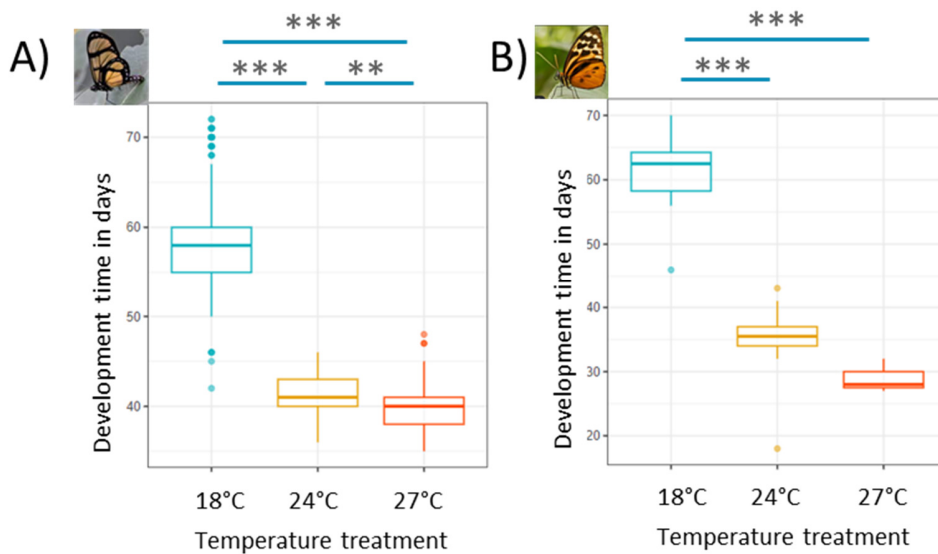 A)
***
*** **
Development time in days
70
60
50
40
18°C 24°C 27°C
Temperature treatment
B)
***
***
Development time in days
70
60
50
40
30
20
18°C 24°C 27°C
Temperature treatment